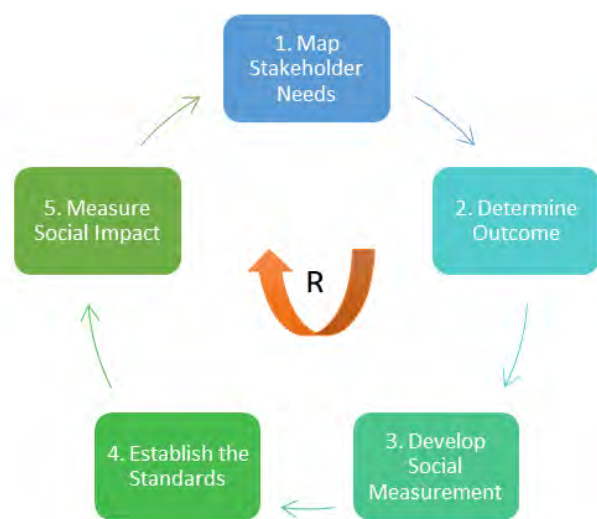 1. Map
Stakeholder
Needs
2. Determine
Outcome
3. Develop
Social
Measurement
4. Establish the
Standards
5. Measure
Social Impact
R